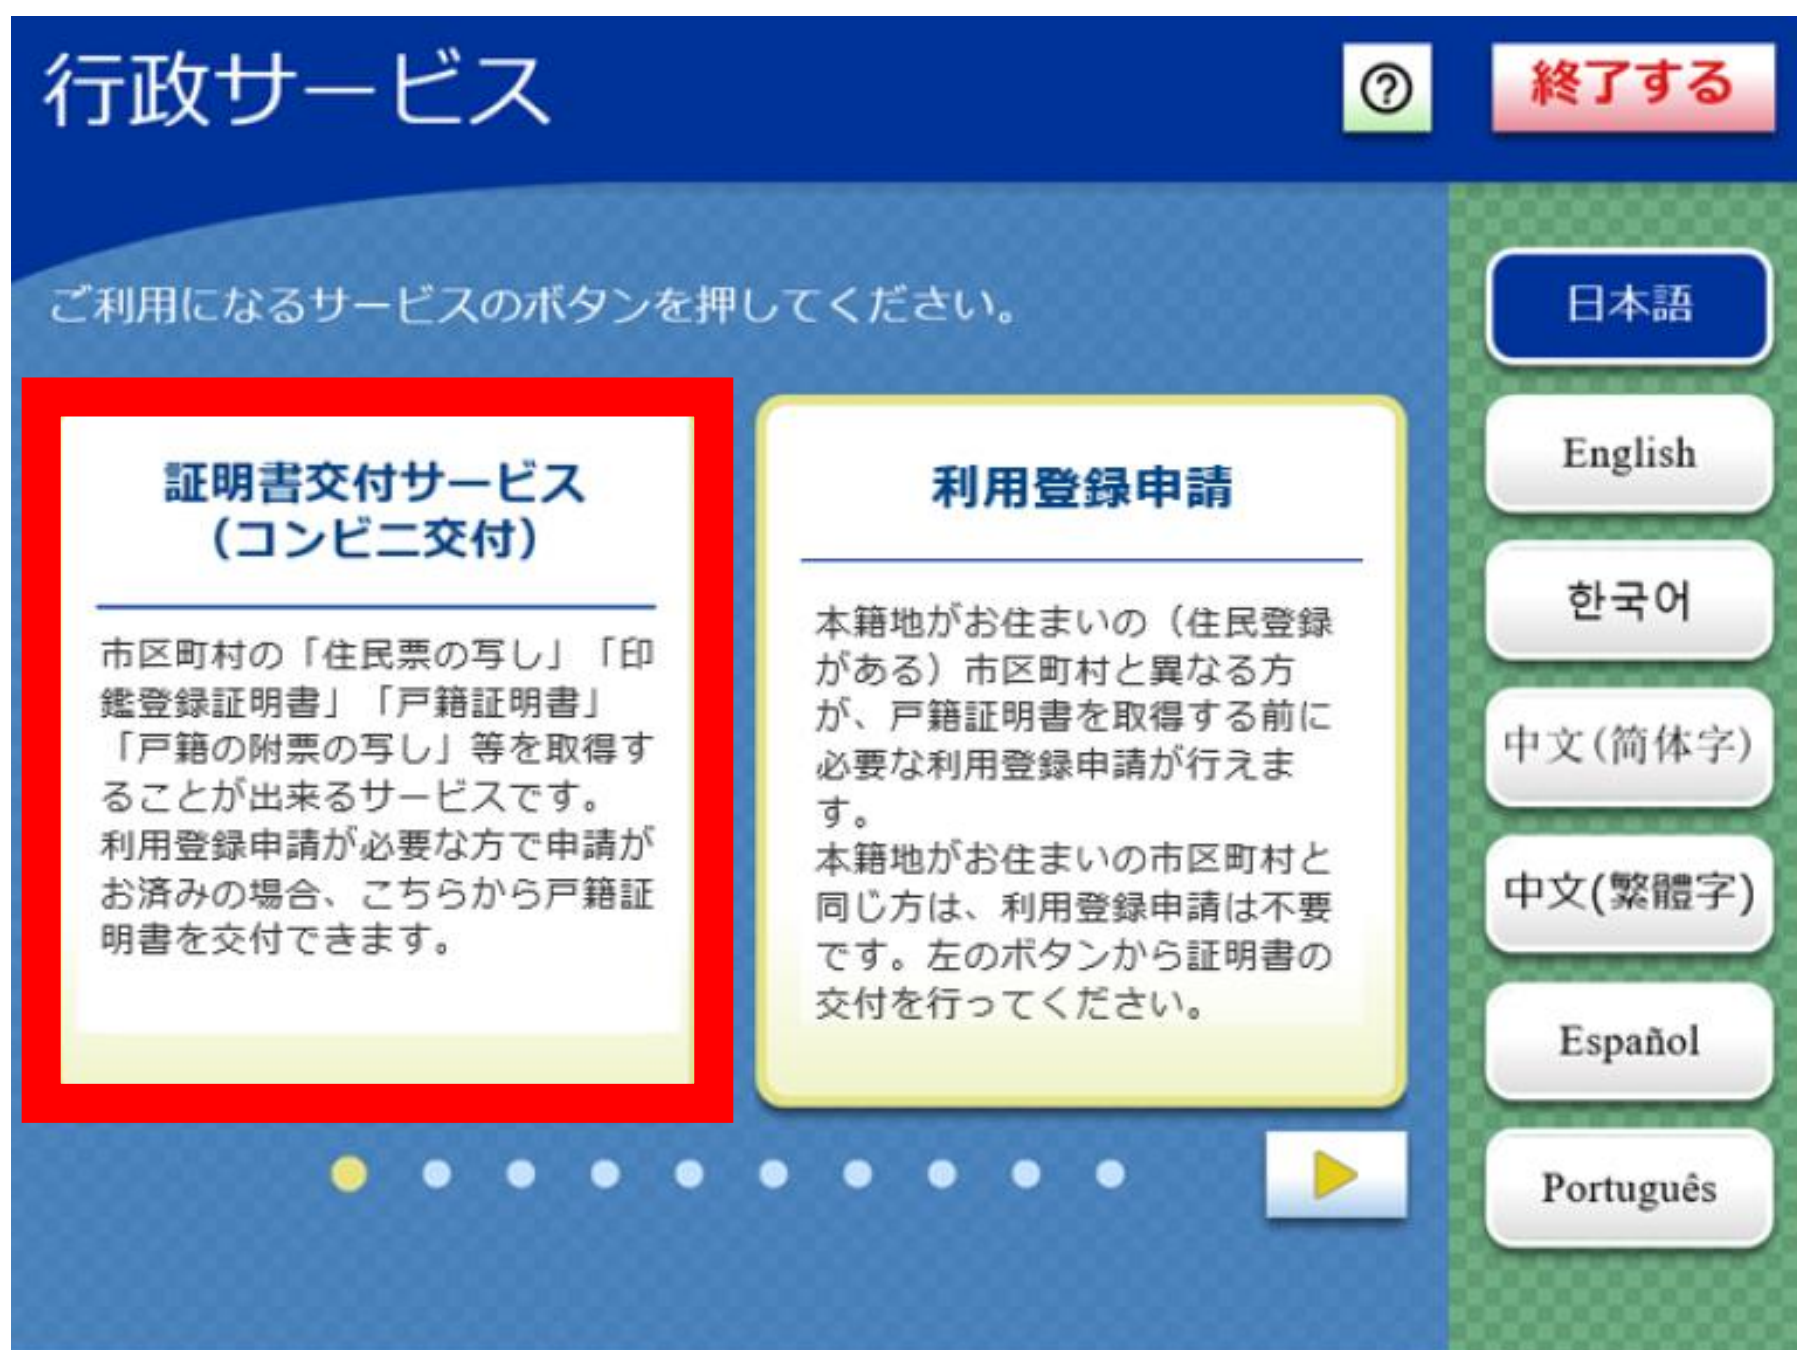 行政サービス
終了する
ご利用になるサービスのボタンを押してください。
証明書交付サービス
（コンビニ交付）
市区町村の「住民票の写し」「印
鑑登録証明書」「戸籍証明書」
「戸籍の附票の写し」等を取得す
ることが出来るサービスです。
利用登録申請が必要な方で申請が
お済みの場合、こちらから戸籍証
明書を交付できます。
利用登録申請
本籍地がお住まいの（住民登録
がある）市区町村と異なる方
が、戸籍証明書を取得する前に
必要な利用登録申請が行えま
す。
本籍地がお住まいの市区町村と
同じ方は、利用登録申請は不要
です。左のボタンから証明書の
交付を行ってください。
日本語
English
한국어
中文(简体字)
中文(繁體字)
Español
Português